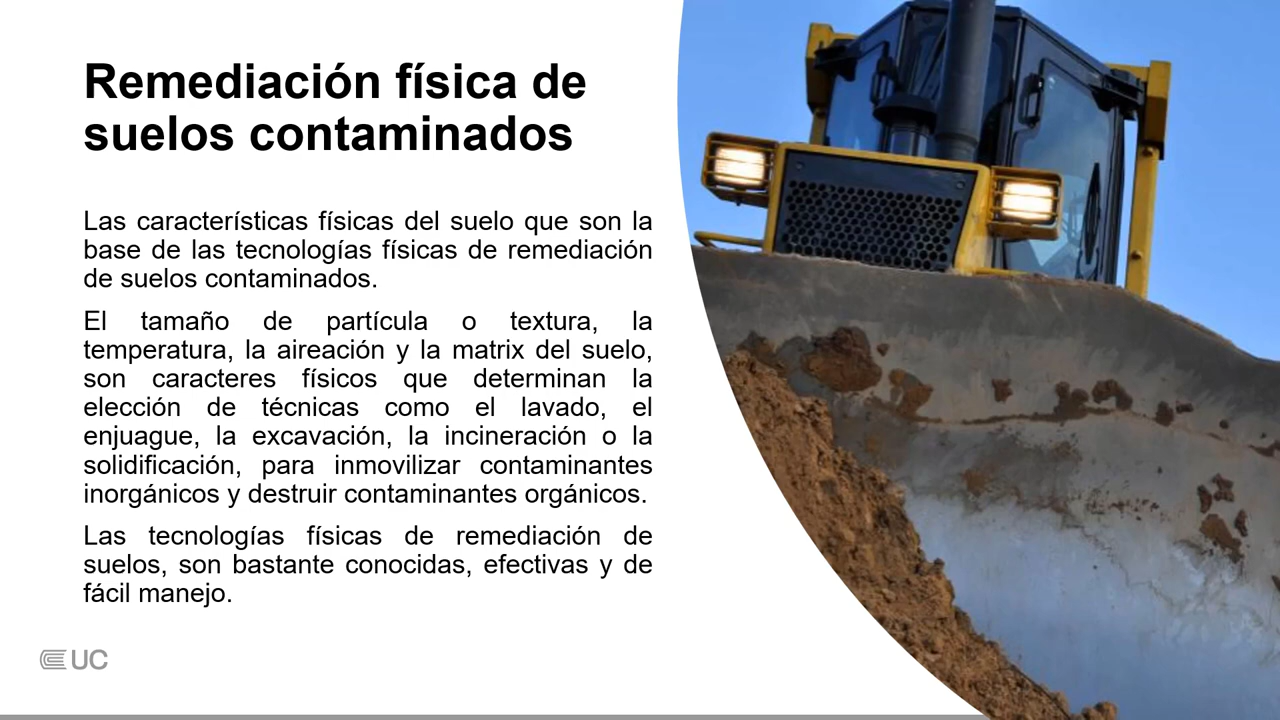 Remediación física de
suelos contaminados
Las características físicas del suelo que son la
base de las tecnologías físicas de remediación
de suelos contaminados.
El tamaño de partícula o textura, la
temperatura, la aireación y la matrix del suelo,
son caracteres físicos que determinan la
elección de técnicas como el lavado, el
enjuague, la excavación, la incineración o la
solidificación, para inmovilizar contaminantes
inorgánicos y destruir contaminantes orgánicos.
Las tecnologías físicas de remediación de
suelos, son bastante conocidas, efectivas y de
fácil manejo.
UC